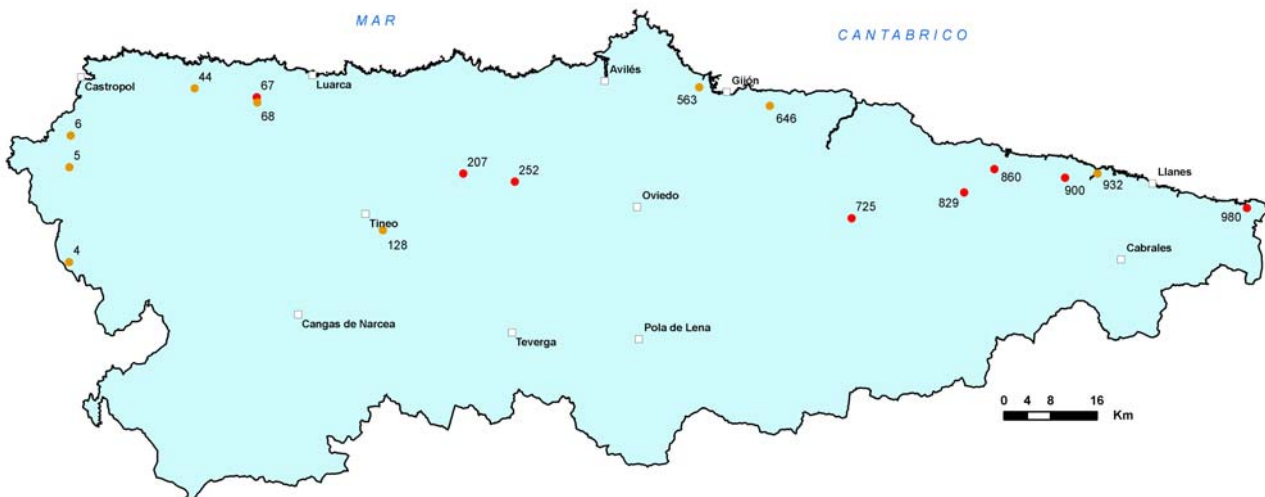 MAR
CANTABRICO
Avilés
Gijón
44
67
Luarca
Castropol
563
68
646
6
5
207
252
860
900
932
Llanes
829
Oviedo
725
980
Tineo
128
4
Cabrales
Cangas de Narcea
Pola de Lena
Teverga
0 4 8 16
Km